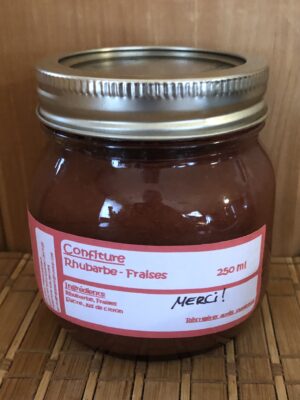 Confiture
Rhubarbe - Fraises
250 ml
Ingrédients
Rhubarbe, fraises
Sucre, jus de citron
MERCI!